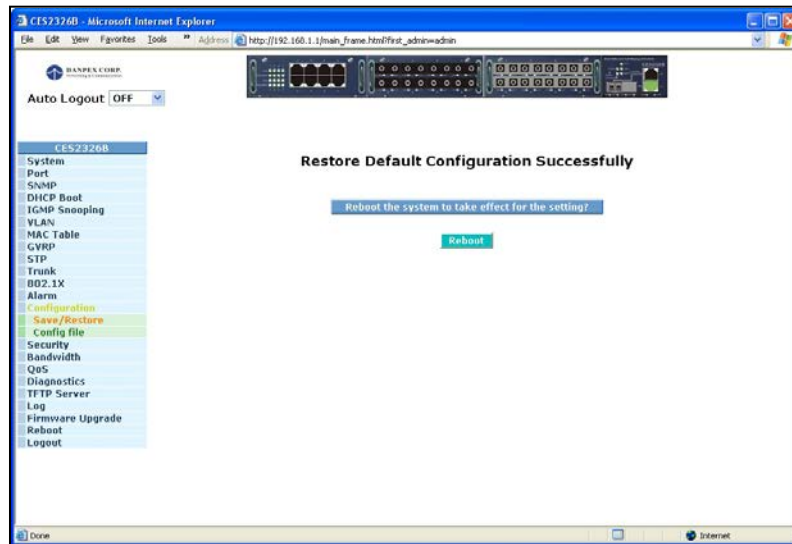 CES2326B - Microsoft Internet Explorer
File Edit View Favorites Tools » Address http://192.168.1.1/main_frame.html?first_admin=admin
DANPEX CORP.
Auto Logout OFF
CES2326B
System
Port
SNMP
DHCP Boot
IGMP Snooping
VLAN
MAC Table
GVRP
STP
Trunk
802.1X
Alarm
Configuration
Save/Restore
Config file
Security
Bandwidth
QoS
Diagnostics
TFTP Server
Log
Firmware Upgrade
Reboot
Logout
Restore Default Configuration Successfully
Reboot the system to take effect for the setting?
Reboot
Done
Internet